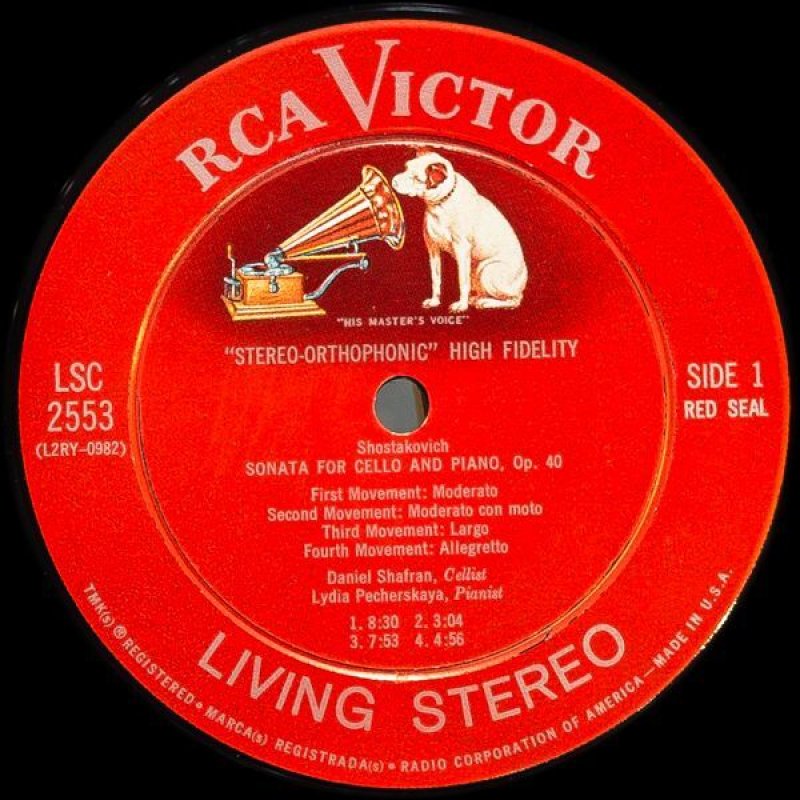 RCA VICTOR
"HIS MASTER'S VOICE"
"STEREO-ORTHOPHONIC" HIGH FIDELITY
LSC
2553
(L2RY-0982)
SIDE 1
RED SEAL
Shostakovich
SONATA FOR CELLO AND PIANO, Op. 40
First Movement: Moderato
Second Movement: Moderato con moto
Third Movement: Largo
Fourth Movement: Allegretto
Daniel Shafran, Cellist
Lydia Pecherskaya, Pianist
1. 8:30 2. 3:04
3. 7:53 4. 4:56
LIVING STEREO
TMK(s) ® REGISTERED • MARCA(s) REGISTRADA(s) • RADIO CORPORATION OF AMERICA — MADE IN U.S.A.